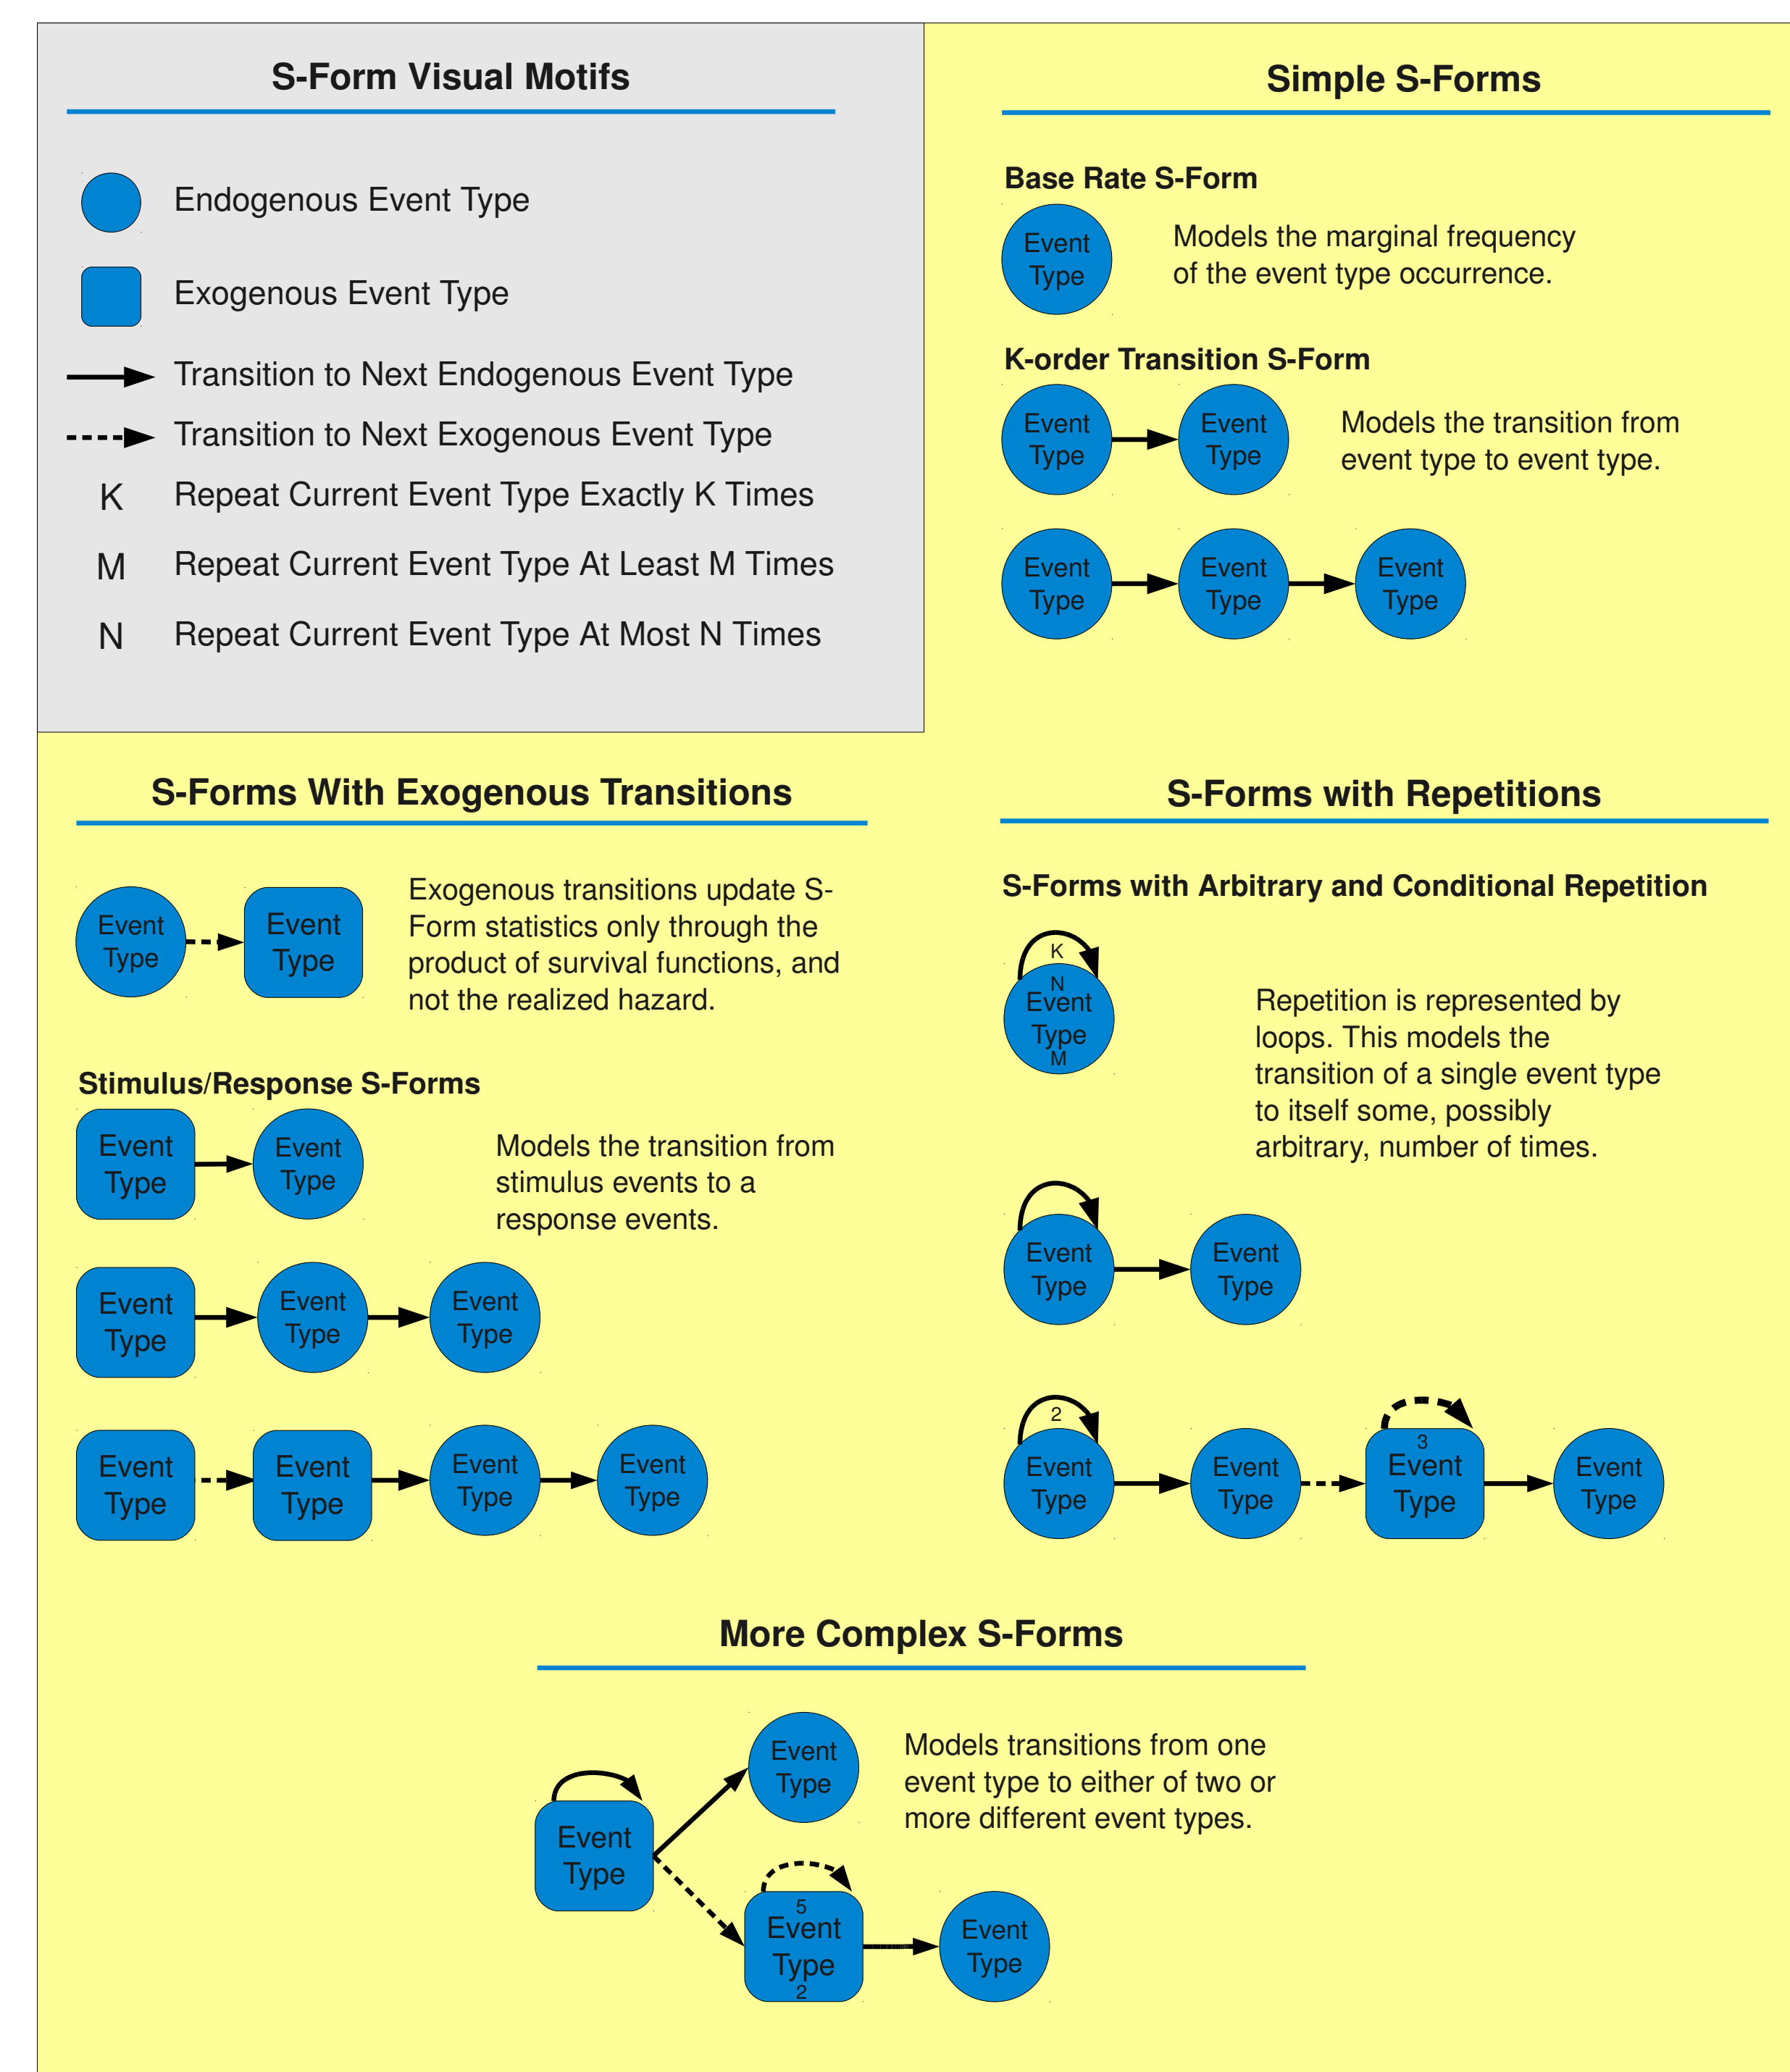 S-Form Visual Motifs
Endogenous Event Type
Exogenous Event Type
Transition to Next Endogenous Event Type
Transition to Next Exogenous Event Type
K Repeat Current Event Type Exactly K Times
M Repeat Current Event Type At Least M Times
N Repeat Current Event Type At Most N Times
Simple S-Forms
Base Rate S-Form
Event
Type
Models the marginal frequency
of the event type occurrence.
K-order Transition S-Form
Event
Type
Event
Type
Models the transition from
event type to event type.
Event
Type
Event
Type
Event
Type
S-Forms With Exogenous Transitions
Event
Type
Event
Type
Exogenous transitions update S-
Form statistics only through the
product of survival functions, and
not the realized hazard.
Stimulus/Response S-Forms
Event
Type
Event
Type
Models the transition from
stimulus events to a
response events.
Event
Type
Event
Type
Event
Type
Event
Type
Event
Type
Event
Type
Event
Type
S-Forms with Repetitions
S-Forms with Arbitrary and Conditional Repetition
K
N
Event
Type
M
Repetition is represented by
loops. This models the
transition of a single event type
to itself some, possibly
arbitrary, number of times.
Event
Type
Event
Type
2
Event
Type
Event
Type
3
Event
Type
Event
Type
More Complex S-Forms
Event
Type
Event
Type
Models transitions from one
event type to either of two or
more different event types.
5
Event
Type
2
Event
Type